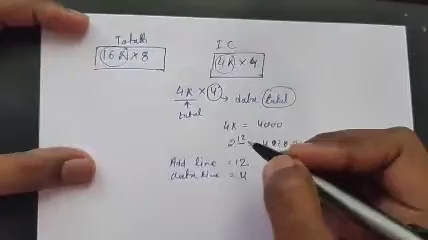 Total I C
16K × 8 4K × 4
4K × 4 → data total
total
4K = 4000
2^12
Add line = 12.
data line = 4